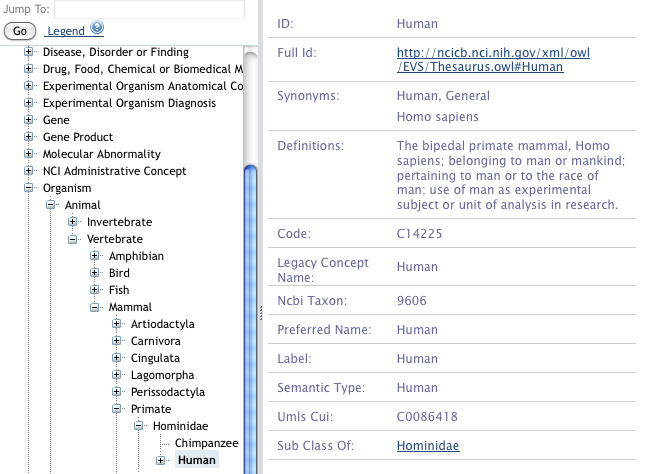 Jump To:
Go Legend ?
Disease, Disorder or Finding
Drug, Food, Chemical or Biomedical M
Experimental Organism Anatomical Co
Experimental Organism Diagnosis
Gene
Gene Product
Molecular Abnormality
NCI Administrative Concept
Organism
Animal
Invertebrate
Vertebrate
Amphibian
Bird
Fish
Mammal
Artiodactyla
Carnivora
Cingulata
Lagomorpha
Perissodactyla
Primate
Hominidae
Chimpanzee
Human
ID: Human
Full Id: http://ncicb.nci.nih.gov/xml/owl
/EVS/Thesaurus.owl#Human
Synonyms: Human, General
Homo sapiens
Definitions: The bipedal primate mammal, Homo
sapiens; belonging to man or mankind;
pertaining to man or to the race of
man; use of man as experimental
subject or unit of analysis in research.
Code: C14225
Legacy Concept
Name: Human
Ncbi Taxon: 9606
Preferred Name: Human
Label: Human
Semantic Type: Human
Umls Cui: C0086418
Sub Class Of: Hominidae